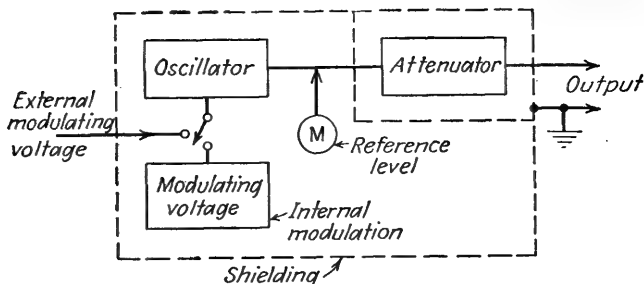 Oscillator
Attenuator
Output
External
modulating
voltage
M
Reference
level
Modulating
voltage
Internal
modulation
Shielding